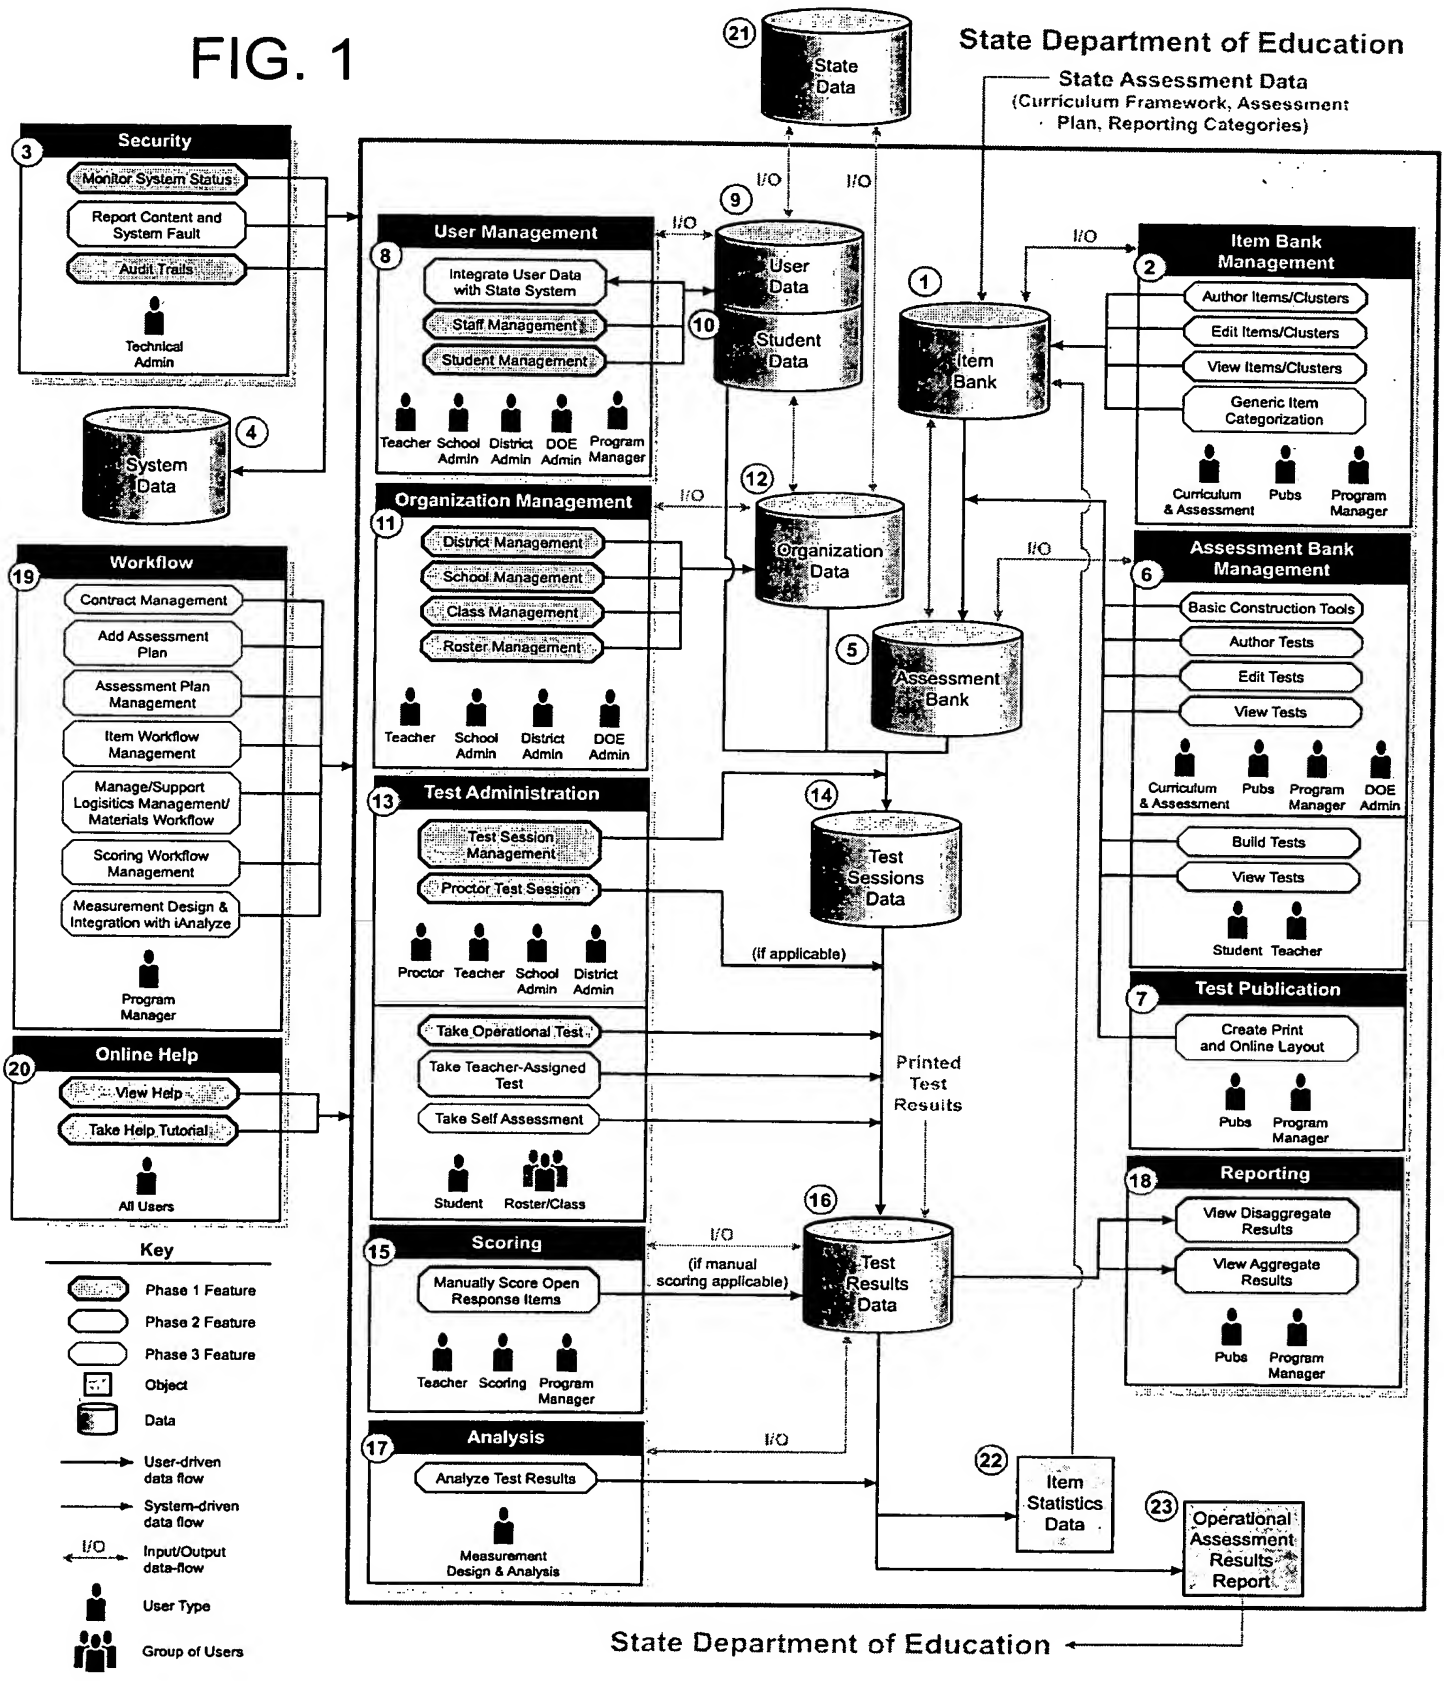 FIG. 1
21
State
Data
State Department of Education
State Assessment Data
(Curriculum Framework, Assessment
Plan, Reporting Categories)
3
Security
Monitor System Status
Report Content and
System Fault
Audit Trails
Technical
Admin
4
System
Data
19
Workflow
Contract Management
Add Assessment
Plan
Assessment Plan
Management
Item Workflow
Management
Manage/Support
Logisitics Management/
Materials Workflow
Scoring Workflow
Management
Measurement Design &
Integration with iAnalyze
Program
Manager
20
Online Help
View Help
Take Help Tutorial
All Users
Key
Phase 1 Feature
Phase 2 Feature
Phase 3 Feature
Object
Data
User-driven
data flow
System-driven
data flow
I/O
Input/Output
data-flow
User Type
Group of Users
8
User Management
Integrate User Data
with State System
Staff Management
Student Management
Teacher
School
Admin
District
Admin
DOE
Admin
Program
Manager
I/O
I/O
I/O
9
User
Data
10
Student
Data
11
Organization Management
District Management
School Management
Class Management
Roster Management
Teacher
School
Admin
District
Admin
DOE
Admin
I/O
12
Organization
Data
13
Test Administration
Test Session
Management
Proctor Test Session
Proctor
Teacher
School
Admin
District
Admin
(if applicable)
Take Operational Test
Take Teacher-Assigned
Test
Take Self Assessment
Student
Roster/Class
15
Scoring
Manually Score Open
Response Items
Teacher
Scoring
Program
Manager
I/O
(if manual
scoring applicable)
17
Analysis
Analyze Test Results
Measurement
Design & Analysis
I/O
1
Item
Bank
I/O
2
Item Bank
Management
Author Items/Clusters
Edit Items/Clusters
View Items/Clusters
Generic Item
Categorization
Curriculum
& Assessment
Pubs
Program
Manager
5
Assessment
Bank
I/O
6
Assessment Bank
Management
Basic Construction Tools
Author Tests
Edit Tests
View Tests
Curriculum
& Assessment
Pubs
Program
Manager
DOE
Admin
Build Tests
View Tests
Student
Teacher
14
Test
Sessions
Data
7
Test Publication
Create Print
and Online Layout
Pubs
Program
Manager
Printed
Test
Results
16
Test
Results
Data
18
Reporting
View Disaggregate
Results
View Aggregate
Results
Pubs
Program
Manager
22
Item
Statistics
Data
23
Operational
Assessment
Results
Report
State Department of Education